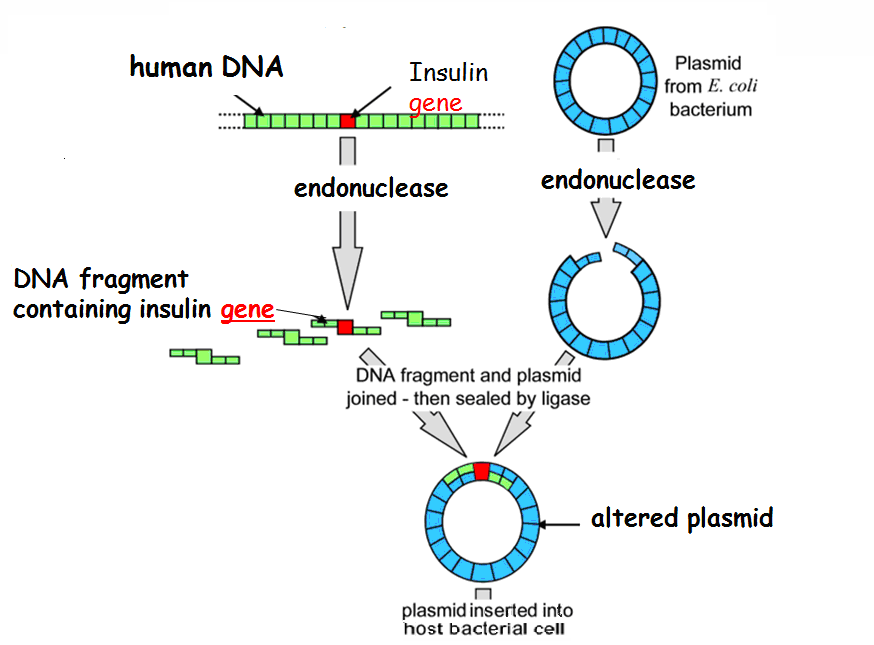 human DNA
Insulin
gene
Plasmid
from E. coli
bacterium
endonuclease
endonuclease
DNA fragment
containing insulin gene
DNA fragment and plasmid
joined - then sealed by ligase
altered plasmid
plasmid inserted into
host bacterial cell